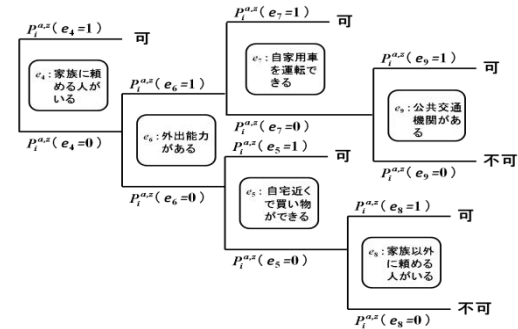 P_i^{a,z}(e_4=1) 可
e_4: 家族に頼
める人が
いる
P_i^{a,z}(e_4=0)
P_i^{a,z}(e_6=1)
e_6: 外出能力
がある
P_i^{a,z}(e_6=0)
P_i^{a,z}(e_7=1) 可
e_7: 自家用車
を運転で
きる
P_i^{a,z}(e_7=0)
P_i^{a,z}(e_9=1) 可
e_9: 公共交通
機関があ
る
P_i^{a,z}(e_9=0) 不可
P_i^{a,z}(e_5=1) 可
e_5: 自宅近く
で買い物
ができる
P_i^{a,z}(e_5=0)
P_i^{a,z}(e_8=1) 可
e_8: 家族以外
に頼める
人がいる
P_i^{a,z}(e_8=0) 不可